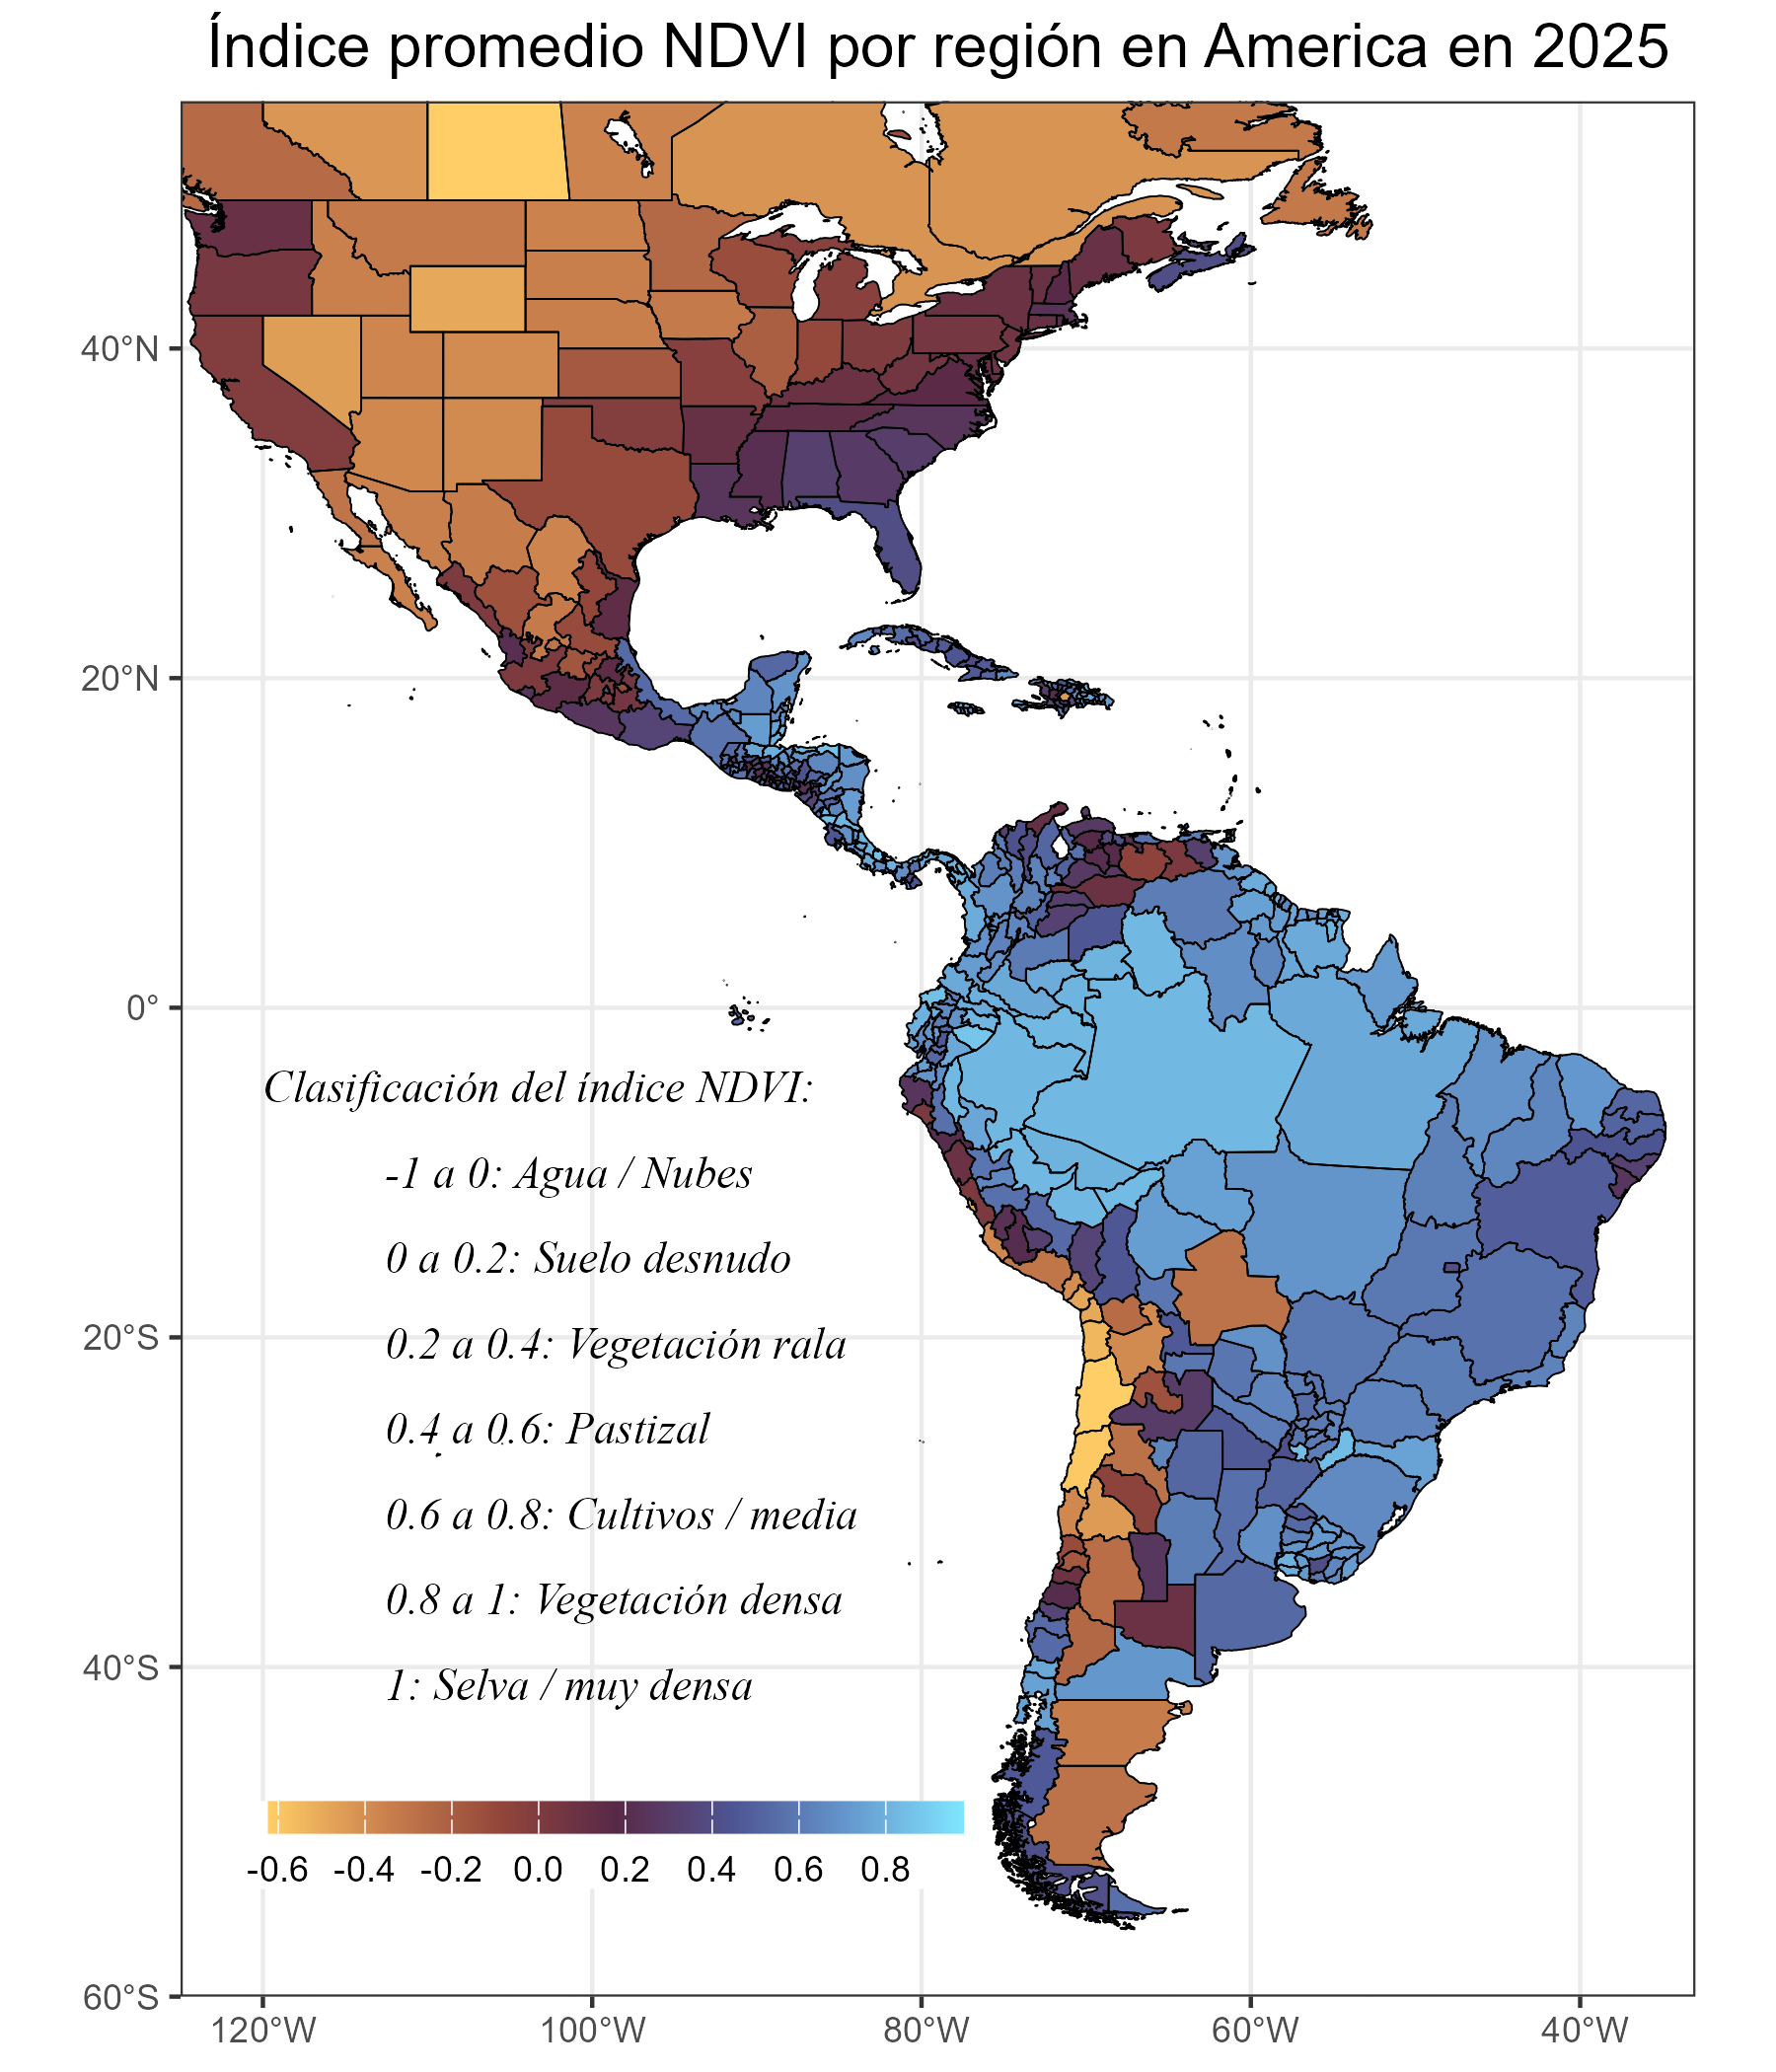 Índice promedio NDVI por región en America en 2025
40°N
20°N
0°
20°S
40°S
60°S
Clasificación del índice NDVI:
-1 a 0: Agua / Nubes
0 a 0.2: Suelo desnudo
0.2 a 0.4: Vegetación rala
0.4 a 0.6: Pastizal
0.6 a 0.8: Cultivos / media
0.8 a 1: Vegetación densa
1: Selva / muy densa
-0.6 -0.4 -0.2 0.0 0.2 0.4 0.6 0.8
120°W 100°W 80°W 60°W 40°W